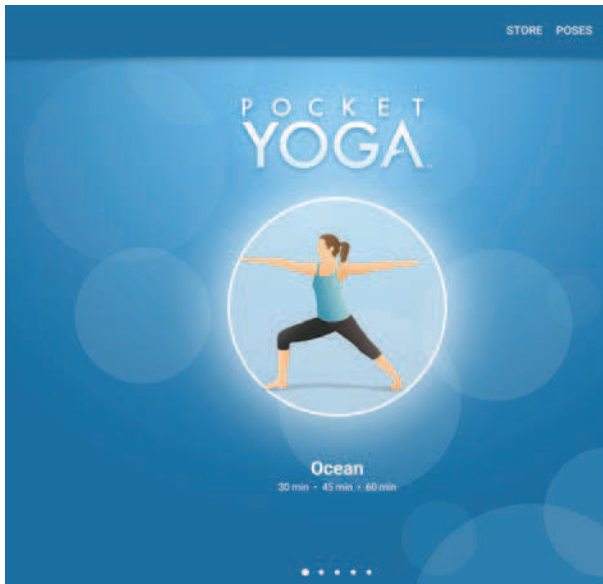 STORE POSES
POCKET
YOGA
Ocean
30 min • 45 min • 60 min